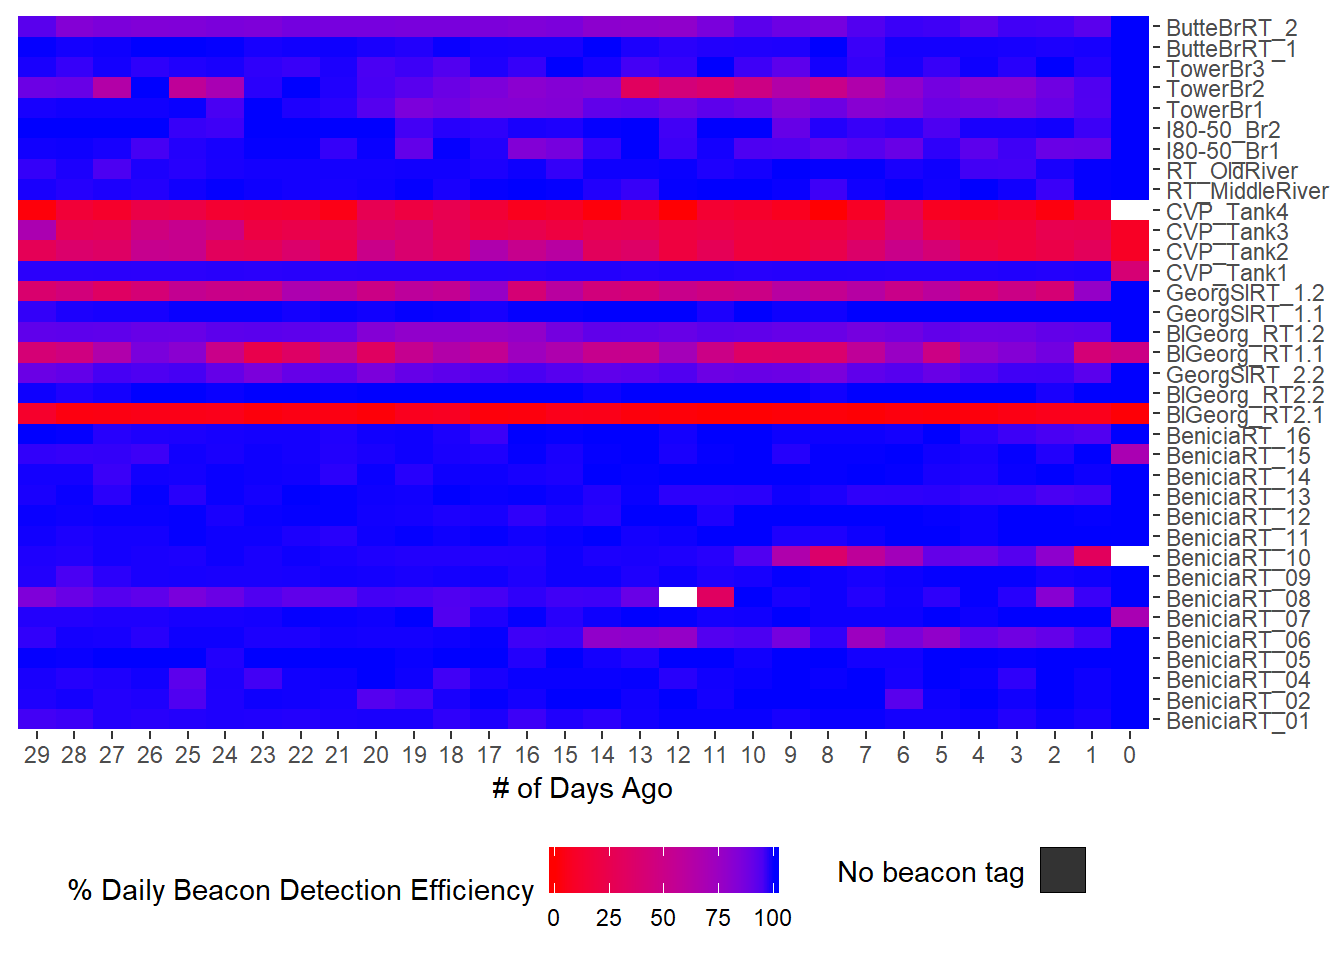 ButteBrRT_2
ButteBrRT_1
TowerBr3
TowerBr2
TowerBr1
I80-50_Br2
I80-50_Br1
RT_OldRiver
RT_MiddleRiver
CVP_Tank4
CVP_Tank3
CVP_Tank2
CVP_Tank1
GeorgSlRT_1.2
GeorgSlRT_1.1
BlGeorg_RT1.2
BlGeorg_RT1.1
GeorgSlRT_2.2
BlGeorg_RT2.2
BlGeorg_RT2.1
BeniciaRT_16
BeniciaRT_15
BeniciaRT_14
BeniciaRT_13
BeniciaRT_12
BeniciaRT_11
BeniciaRT_10
BeniciaRT_09
BeniciaRT_08
BeniciaRT_07
BeniciaRT_06
BeniciaRT_05
BeniciaRT_04
BeniciaRT_02
BeniciaRT_01
29 28 27 26 25 24 23 22 21 20 19 18 17 16 15 14 13 12 11 10 9 8 7 6 5 4 3 2 1 0
# of Days Ago
% Daily Beacon Detection Efficiency
0 25 50 75 100
No beacon tag